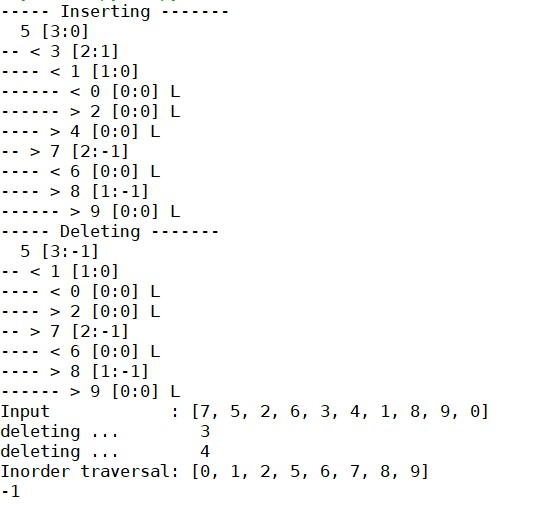 ----- Inserting -------
  5 [3:0]
-- < 3 [2:1]
---- < 1 [1:0]
------ < 0 [0:0] L
------ > 2 [0:0] L
---- > 4 [0:0] L
-- > 7 [2:-1]
---- < 6 [0:0] L
---- > 8 [1:-1]
------ > 9 [0:0] L
----- Deleting -------
  5 [3:-1]
-- < 1 [1:0]
---- < 0 [0:0] L
---- > 2 [0:0] L
-- > 7 [2:-1]
---- < 6 [0:0] L
---- > 8 [1:-1]
------ > 9 [0:0] L
Input            : [7, 5, 2, 6, 3, 4, 1, 8, 9, 0]
deleting ...        3
deleting ...        4
Inorder traversal: [0, 1, 2, 5, 6, 7, 8, 9]
-1